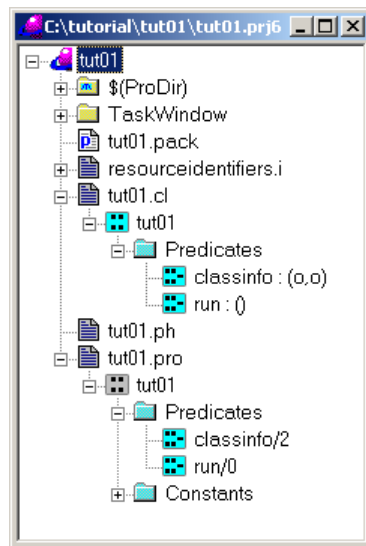 C:\tutorial\tut01\tut01.prj6
tut01
$(ProDir)
TaskWindow
tut01.pack
resourceidentifiers.i
tut01.cl
tut01
Predicates
classinfo : (o,o)
run : ()
tut01.ph
tut01.pro
tut01
Predicates
classinfo/2
run/0
Constants